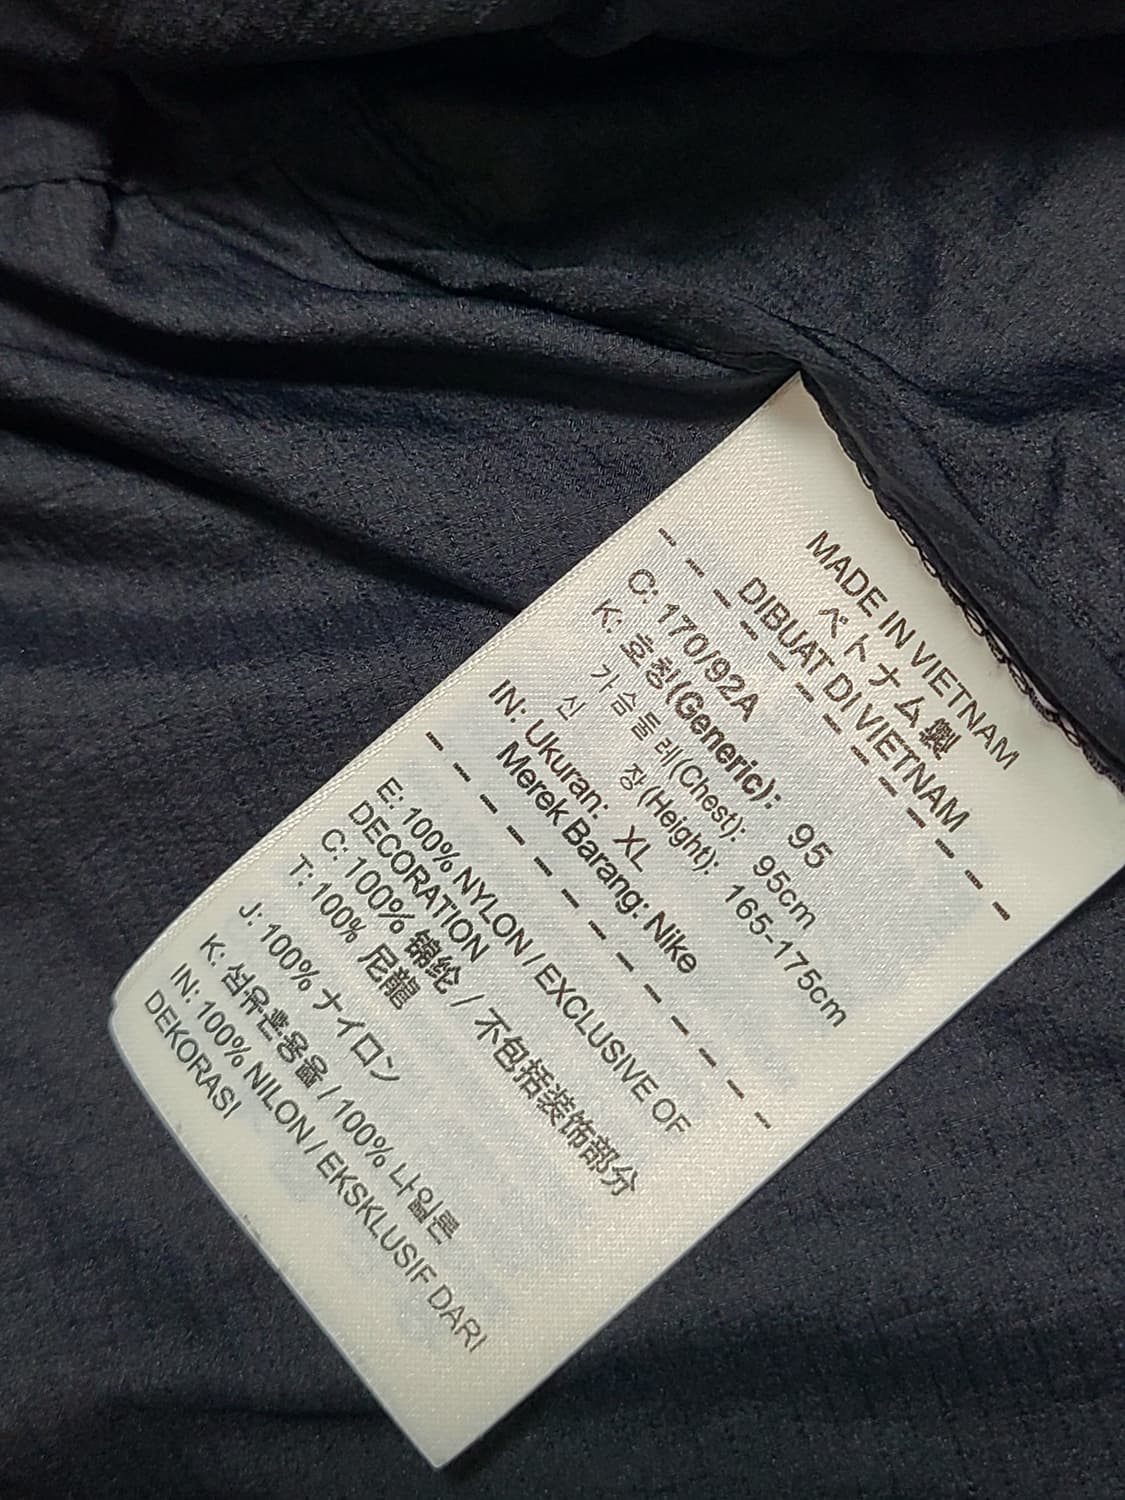 MADE IN VIETNAM
ベトナム製
DIBUAT DI VIETNAM
C: 170/92A
K: 호칭(Generic): 95
가슴둘레(Chest): 95cm
신 장(Height): 165-175cm
IN: Ukuran: XL
Merek Barang: Nike
E: 100% NYLON / EXCLUSIVE OF
DECORATION
C: 100% 锦纶 / 不包括装饰部分
T: 100% 尼龍
J: 100% ナイロン
K: 섬유혼용율 / 100% 나일론
IN: 100% NILON / EKSKLUSIF DARI
DEKORASI